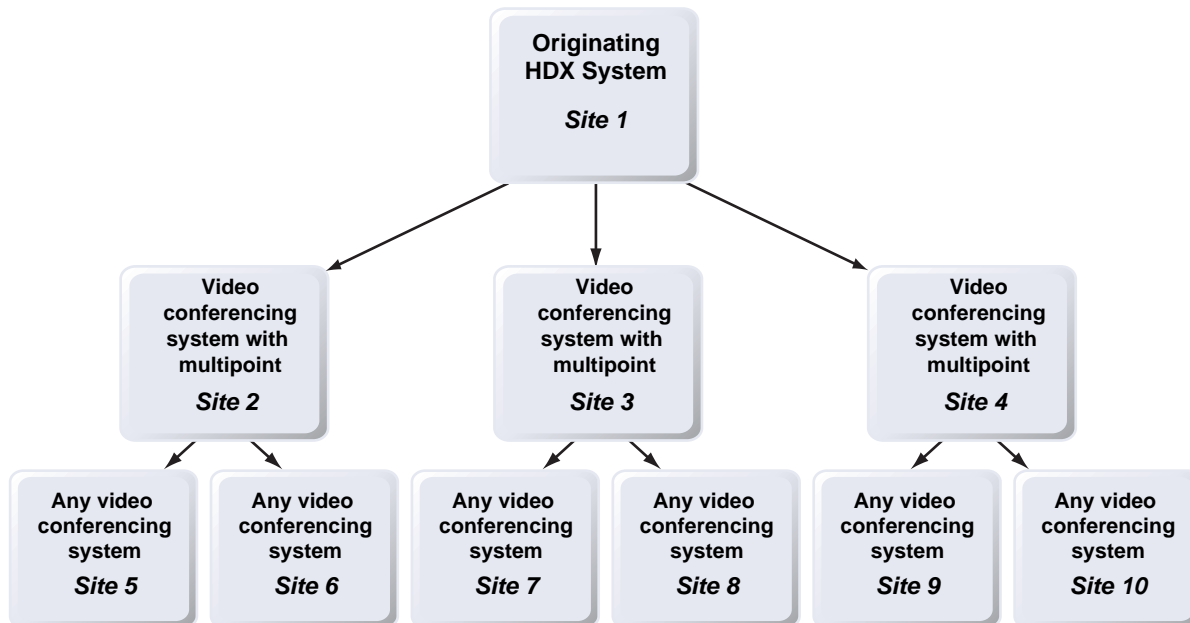 Originating
HDX System
Site 1
Video
conferencing
system with
multipoint
Site 2
Video
conferencing
system with
multipoint
Site 3
Video
conferencing
system with
multipoint
Site 4
Any video
conferencing
system
Site 5
Any video
conferencing
system
Site 6
Any video
conferencing
system
Site 7
Any video
conferencing
system
Site 8
Any video
conferencing
system
Site 9
Any video
conferencing
system
Site 10